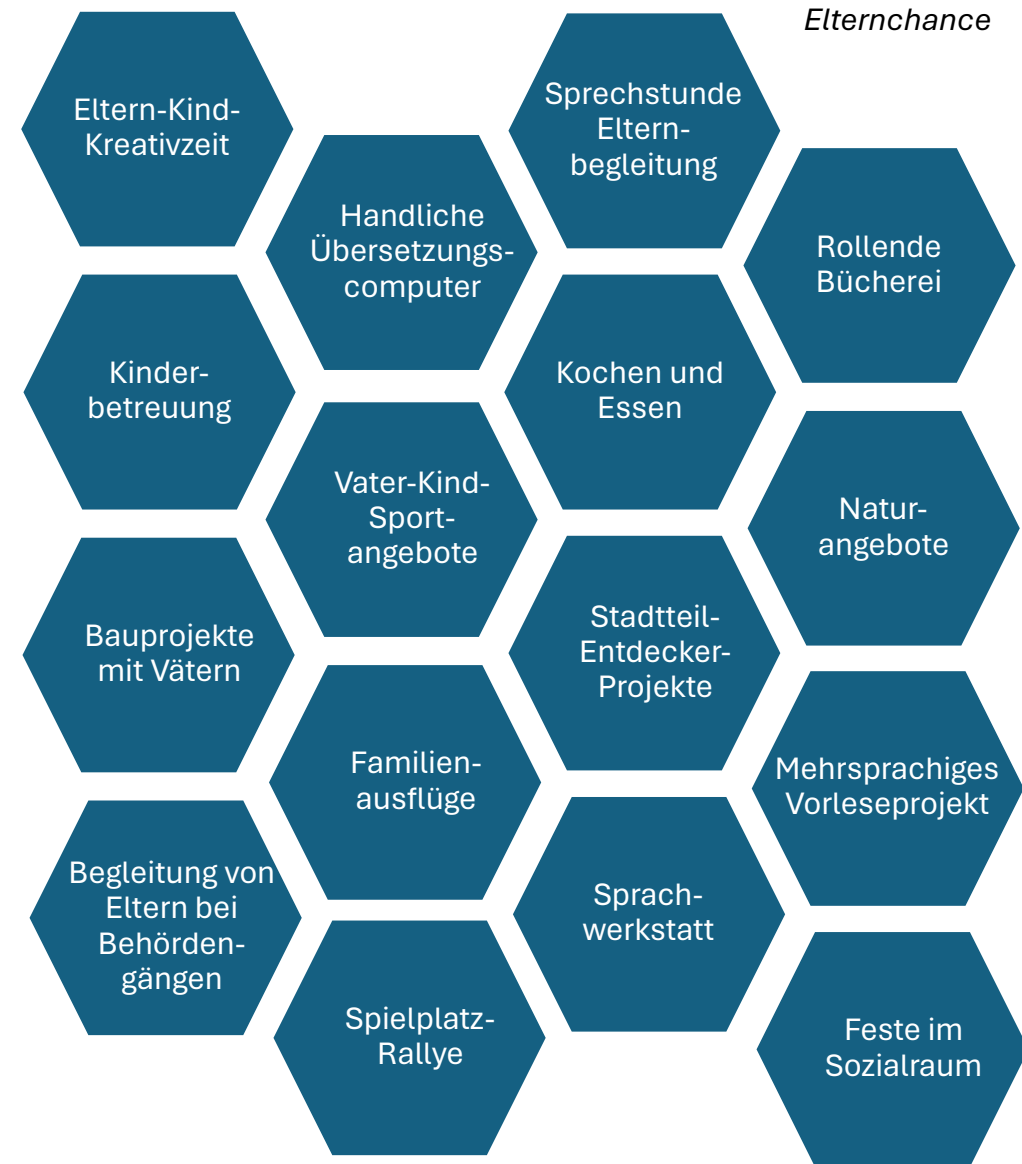 Elternchance
Eltern-Kind-
Kreativzeit
Sprechstunde
Eltern-
begleitung
Handliche
Übersetzungs-
computer
Rollende
Bücherei
Kinder-
betreuung
Kochen und
Essen
Vater-Kind-
Sport-
angebote
Natur-
angebote
Bauprojekte
mit Vätern
Stadtteil-
Entdecker-
Projekte
Familien-
ausflüge
Mehrsprachiges
Vorleseprojekt
Begleitung von
Eltern bei
Behörden-
gängen
Sprach-
werkstatt
Spielplatz-
Rallye
Feste im
Sozialraum